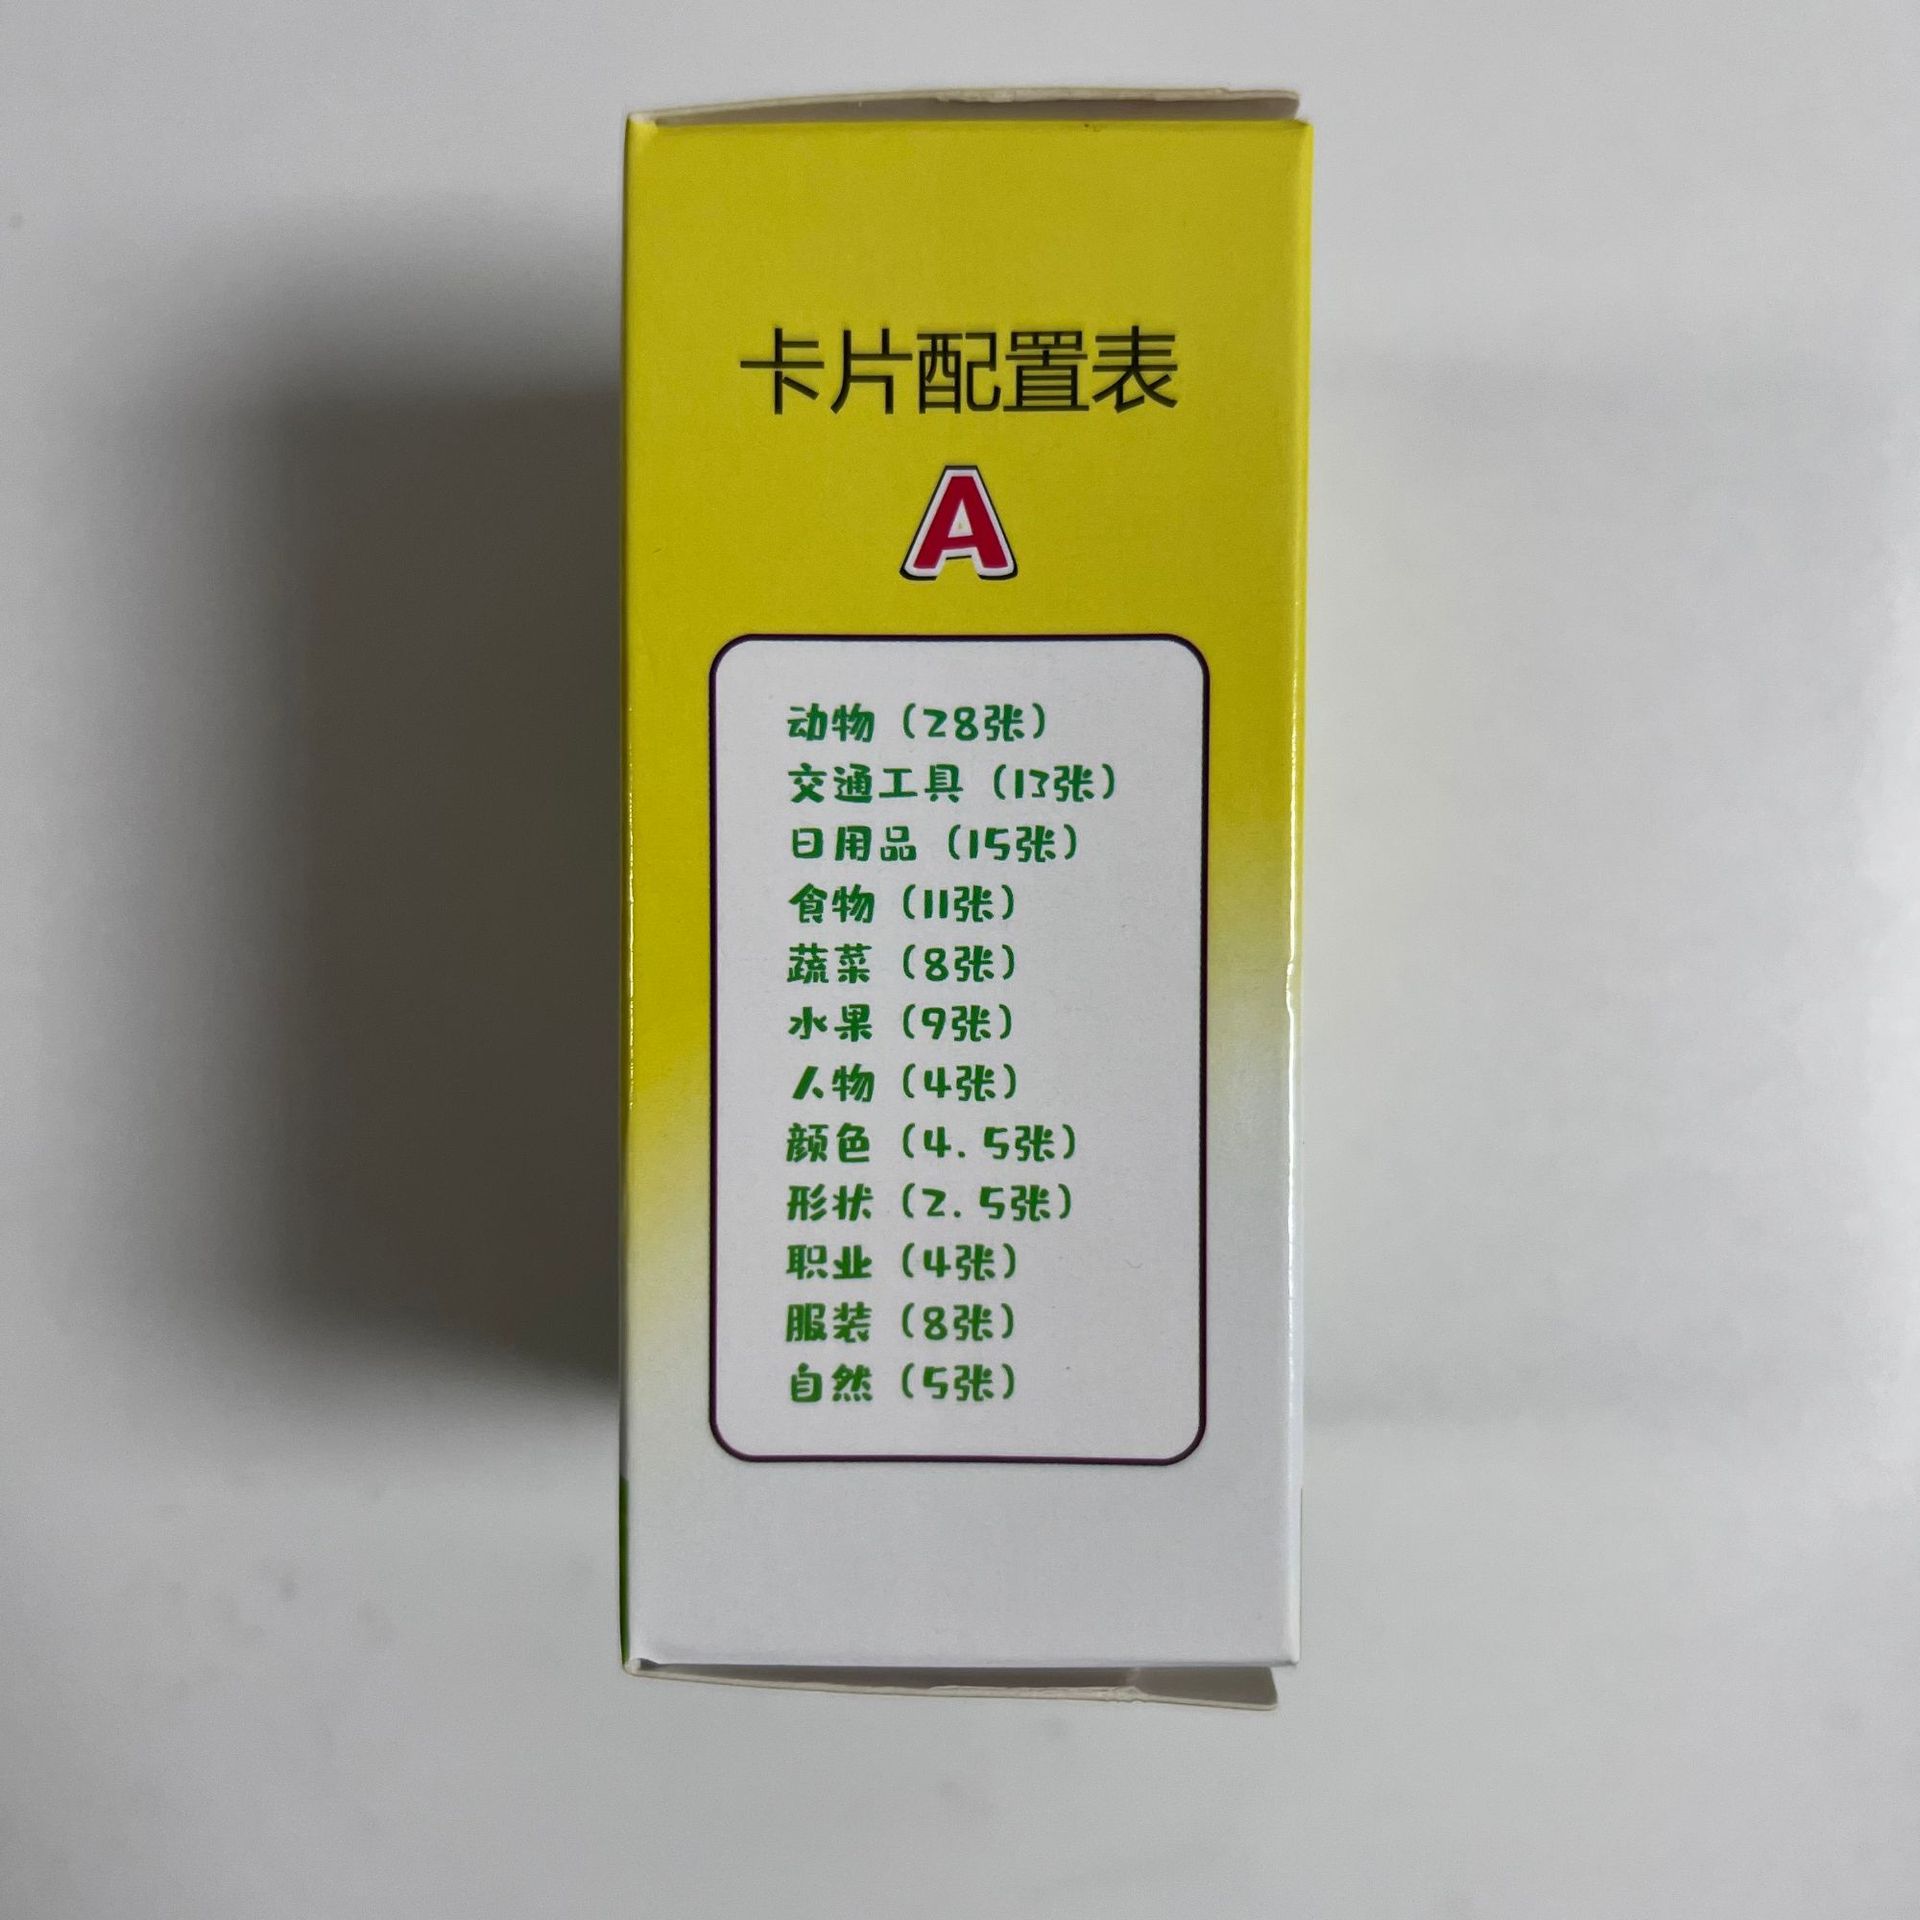 卡片配置表
A
动物（28张）
交通工具（13张）
日用品（15张）
食物（11张）
蔬菜（8张）
水果（9张）
人物（4张）
颜色（4.5张）
形状（2.5张）
职业（4张）
服装（8张）
自然（5张）